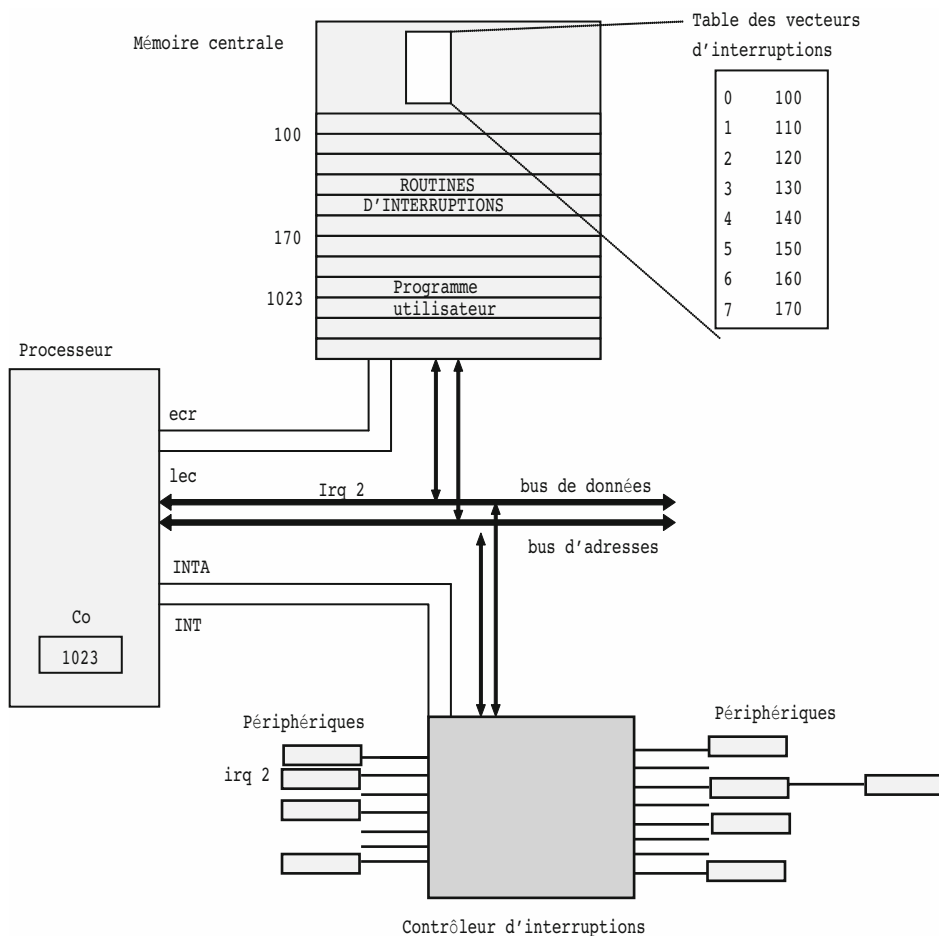 Table des vecteurs
d'interruptions
Mémoire centrale
0 100
1 110
2 120
3 130
4 140
5 150
6 160
7 170
100
ROUTINES
D'INTERRUPTIONS
170
Programme
1023
utilisateur
Processeur
ecr
lec
Irq 2
bus de données
bus d'adresses
INTA
INT
Co
1023
Périphériques
Périphériques
irq 2
Contrôleur d'interruptions